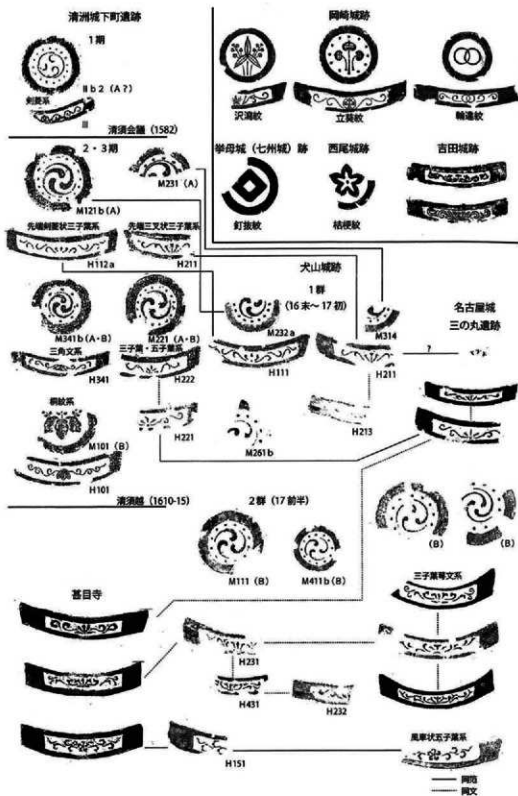 清洲城下町遺跡
1期
Ⅱb2（A？）
剣菱系
Ⅲ
清須会議（1582）
岡崎城跡
沢瀉紋
立葵紋
輪違紋
挙母城（七州城）跡
西尾城跡
吉田城跡
釘抜紋
桔梗紋
2・3期
M231（A）
M121b（A）
先端剣菱状三子葉系
先端三叉状三子葉系
H112a
H211
犬山城跡
1群
（16末〜17初）
M232a
M314
名古屋城
三の丸遺跡
M341b（A・B）
M221（A・B）
三角文系
三子葉・五子葉系
H341
H222
H111
H211
?
桐紋系
M101（B）
H101
H221
M261b
H213
清須越（1610-15）
2群（17前半）
M111（B）
M411b（B）
（B）
（B）
甚目寺
三子葉萼文系
H231
H431
H232
H151
風車状五子葉系
同笵
同文